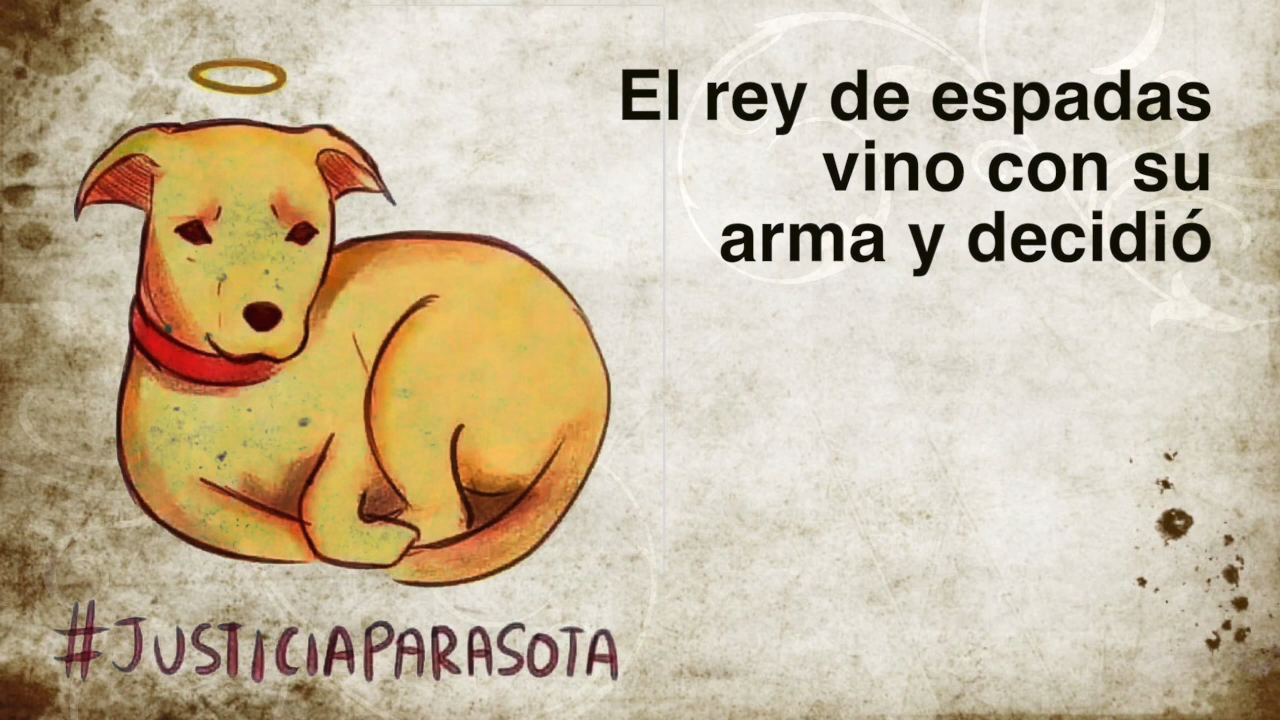 El rey de espadas
vino con su
arma y decidió
#JUSTICIAPARASOTA